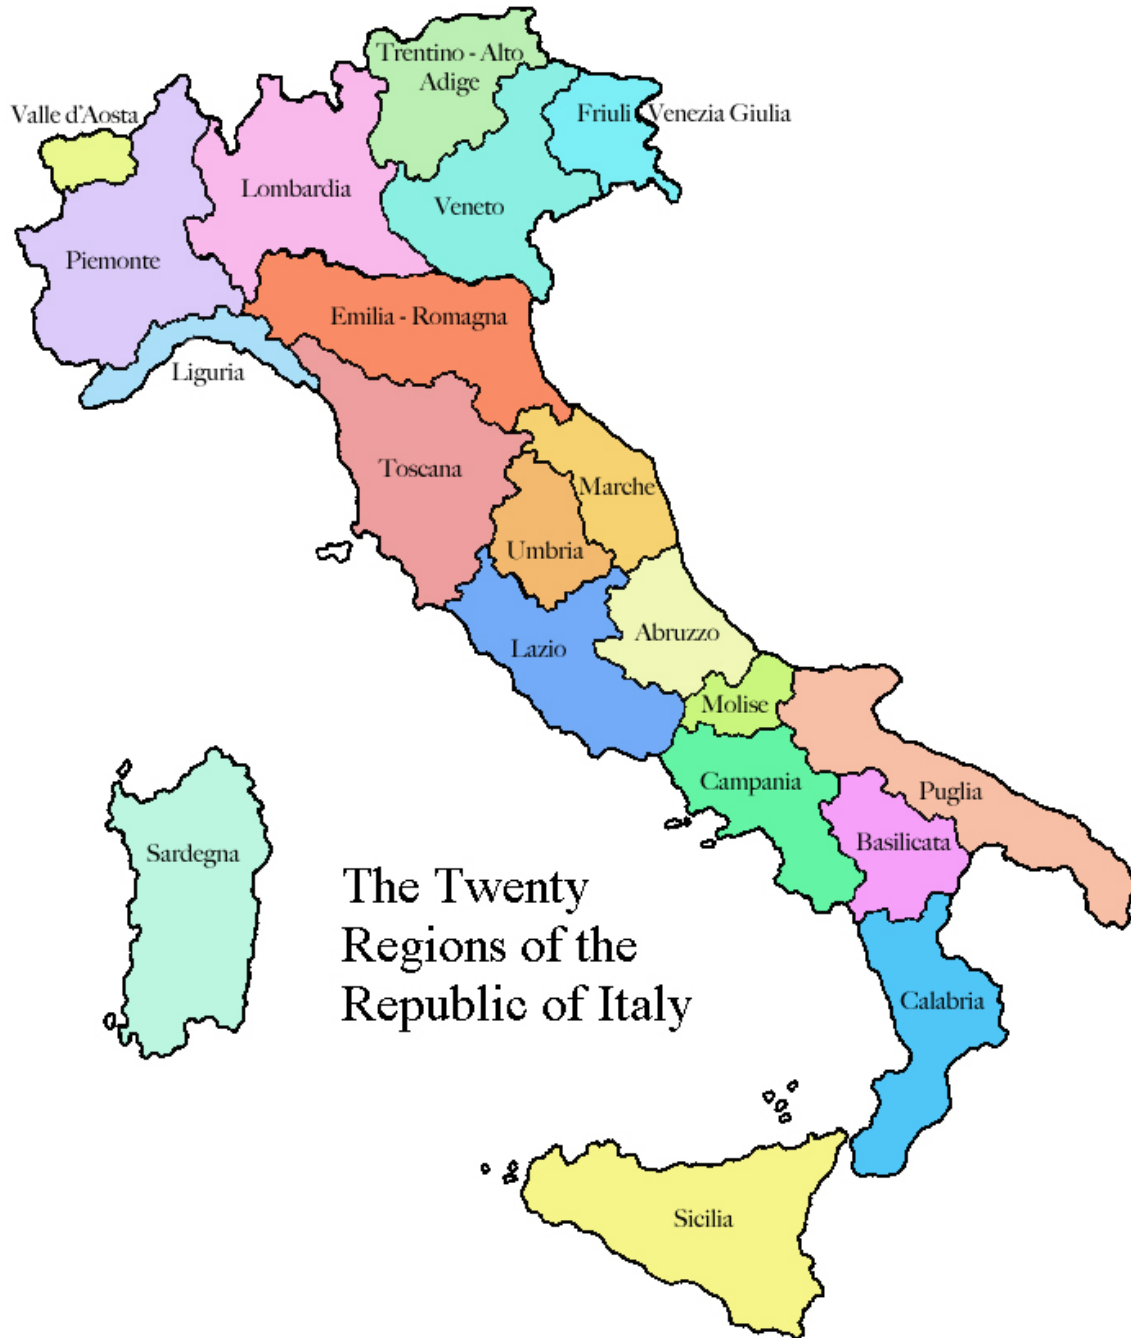 Trentino - Alto
Adige
Valle d'Aosta
Friuli Venezia Giulia
Lombardia
Veneto
Piemonte
Emilia - Romagna
Liguria
Toscana
Marche
Umbria
Abruzzo
Lazio
Molise
Campania
Puglia
Basilicata
Sardegna
The Twenty
Regions of the
Republic of Italy
Calabria
Sicilia